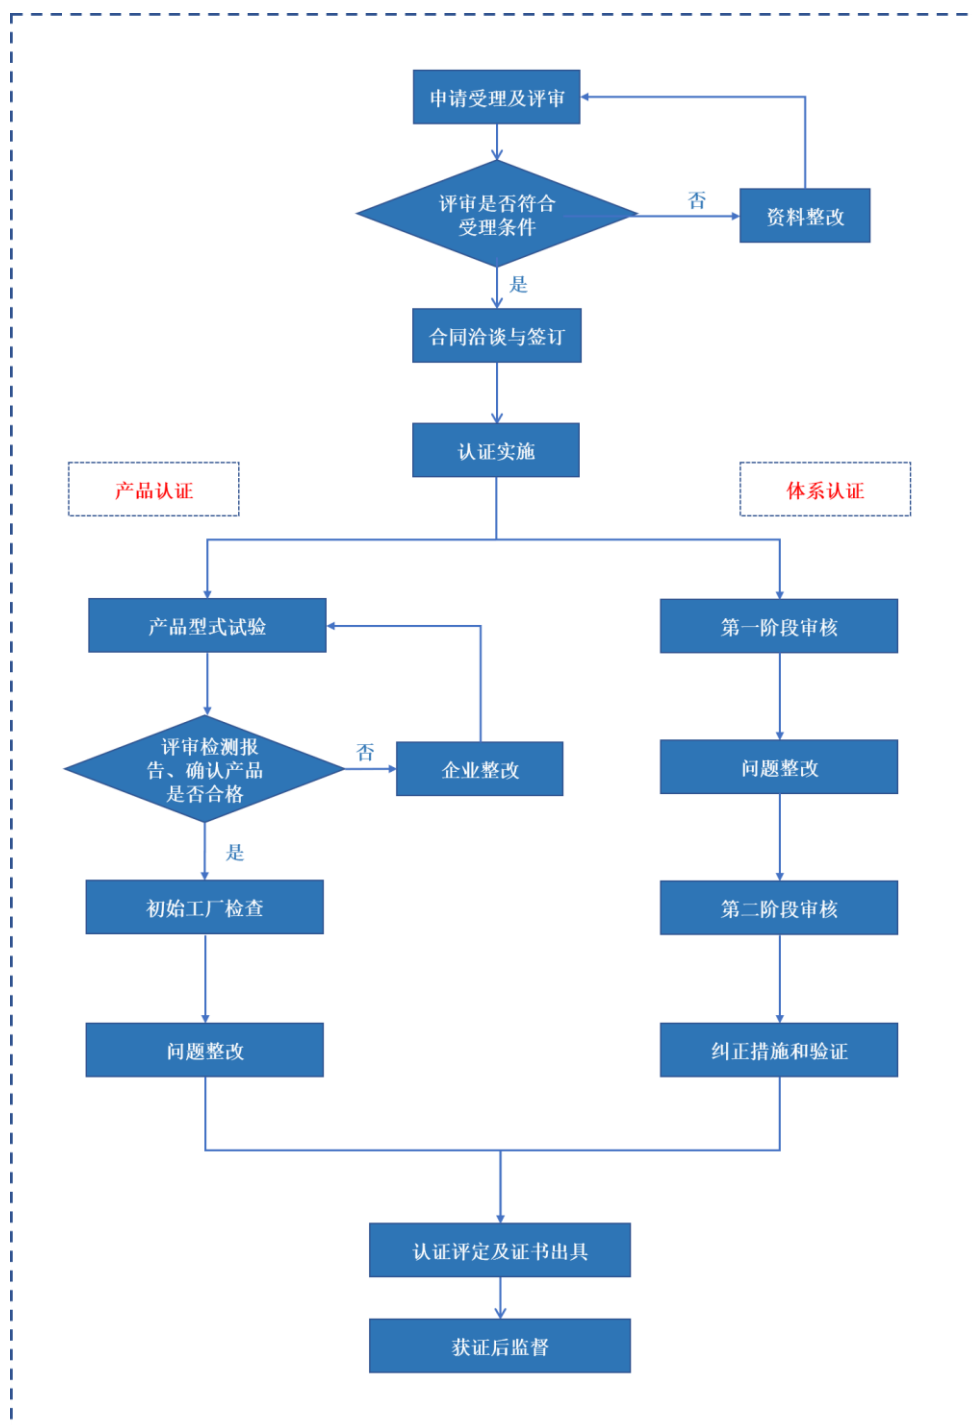 申请受理及评审
评审是否符合
受理条件
否
资料整改
是
合同洽谈与签订
认证实施
产品认证
体系认证
产品型式试验
第一阶段审核
评审检测报
告、确认产品
是否合格
否
企业整改
问题整改
是
初始工厂检查
第二阶段审核
问题整改
纠正措施和验证
认证评定及证书出具
获证后监督